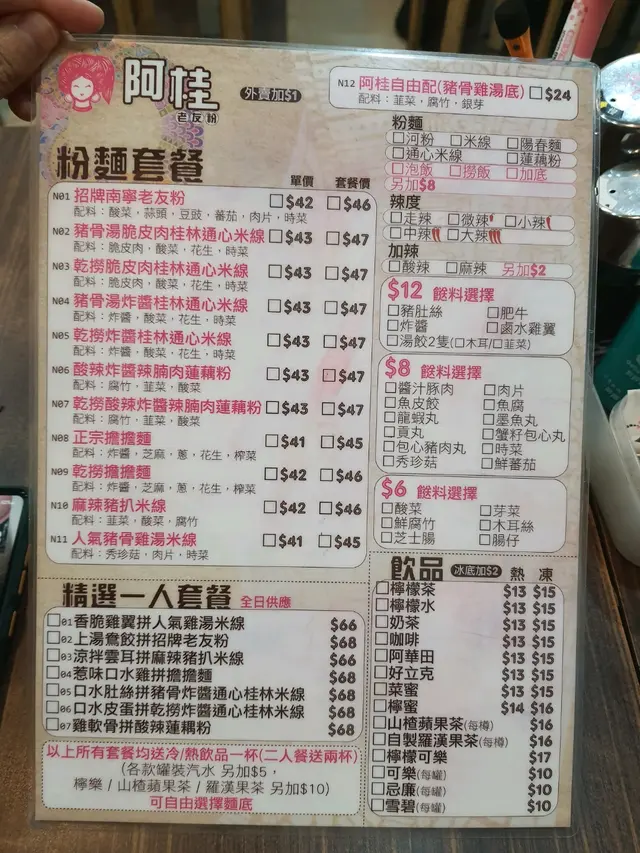 阿桂
老友粉
外賣加$1
粉麵套餐
單價 套餐價
N01 招牌南寧老友粉 $42 $46
配料：酸菜，蒜頭，豆豉，蕃茄，肉片，時菜
N02 豬骨湯脆皮肉桂林通心米線 $43 $47
配料：脆皮肉，酸菜，花生，時菜
N03 乾撈脆皮肉桂林通心米線 $43 $47
配料：脆皮肉，酸菜，花生，時菜
N04 豬骨湯炸醬桂林通心米線 $43 $47
配料：炸醬，酸菜，花生，時菜
N05 乾撈炸醬桂林通心米線 $43 $47
配料：炸醬，酸菜，花生，時菜
N06 酸辣炸醬辣腩肉蓮藕粉 $43 $47
配料：腐竹，韮菜，酸菜
N07 乾撈酸辣炸醬辣腩肉蓮藕粉 $43 $47
配料：腐竹，韮菜，酸菜
N08 正宗擔擔麵 $41 $45
配料：炸醬，芝麻，蔥，花生，榨菜
N09 乾撈擔擔麵 $42 $46
配料：炸醬，芝麻，蔥，花生，榨菜
N10 麻辣豬扒米線 $42 $46
配料：韮菜，酸菜，腐竹
N11 人氣豬骨雞湯米線 $41 $45
配料：秀珍菇，肉片，時菜
精選一人套餐 全日供應
01 香脆雞翼拼人氣雞湯米線 $66
02 上湯鴛餃拼招牌老友粉 $68
03 涼拌雲耳拼麻辣豬扒米線 $66
04 惹味口水雞拼擔擔麵 $68
05 口水肚絲拼豬骨炸醬通心桂林米線 $68
06 口水皮蛋拼乾撈炸醬通心桂林米線 $68
07 雞軟骨拼酸辣蓮藕粉 $68
以上所有套餐均送冷/熱飲品一杯(二人餐送兩杯)
(各款罐裝汽水 另加$5，
檸樂 / 山楂蘋果茶 / 羅漢果茶 另加$10)
可自由選擇麵底
N12 阿桂自由配(豬骨雞湯底) $24
配料：韮菜，腐竹，銀芽
粉麵
河粉 米線 陽春麵
通心米線 蓮藕粉
泡飯 撈飯 加底
另加$8
辣度
走辣 微辣 小辣
中辣 大辣
加辣
酸辣 麻辣 另加$2
$12 餸料選擇
豬肚絲 肥牛
炸醬 鹵水雞翼
湯餃2隻(口木耳/口韮菜)
$8 餸料選擇
醬汁豚肉 肉片
魚皮餃 魚腐
龍蝦丸 墨魚丸
貢丸 蟹籽包心丸
包心豬肉丸 時菜
秀珍菇 鮮蕃茄
$6 餸料選擇
酸菜 芽菜
鮮腐竹 木耳絲
芝士腸 腸仔
飲品 冰底加$2 熱 凍
檸檬茶 $13 $15
檸檬水 $13 $15
奶茶 $13 $15
咖啡 $13 $15
阿華田 $13 $15
好立克 $13 $15
菜蜜 $13 $15
檸蜜 $14 $16
山楂蘋果茶(每樽) $16
自製羅漢果茶(每樽) $16
檸檬可樂 $17
可樂(每罐) $10
忌廉(每罐) $10
雪碧(每罐) $10